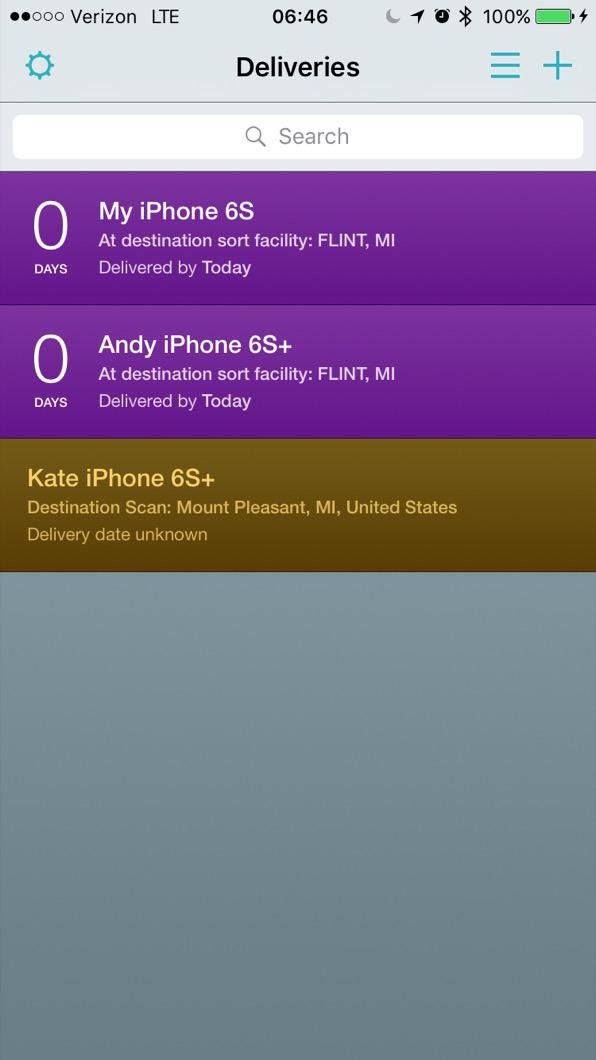 Verizon LTE 06:46 100%
Deliveries
Search
0
DAYS
My iPhone 6S
At destination sort facility: FLINT, MI
Delivered by Today
0
DAYS
Andy iPhone 6S+
At destination sort facility: FLINT, MI
Delivered by Today
Kate iPhone 6S+
Destination Scan: Mount Pleasant, MI, United States
Delivery date unknown